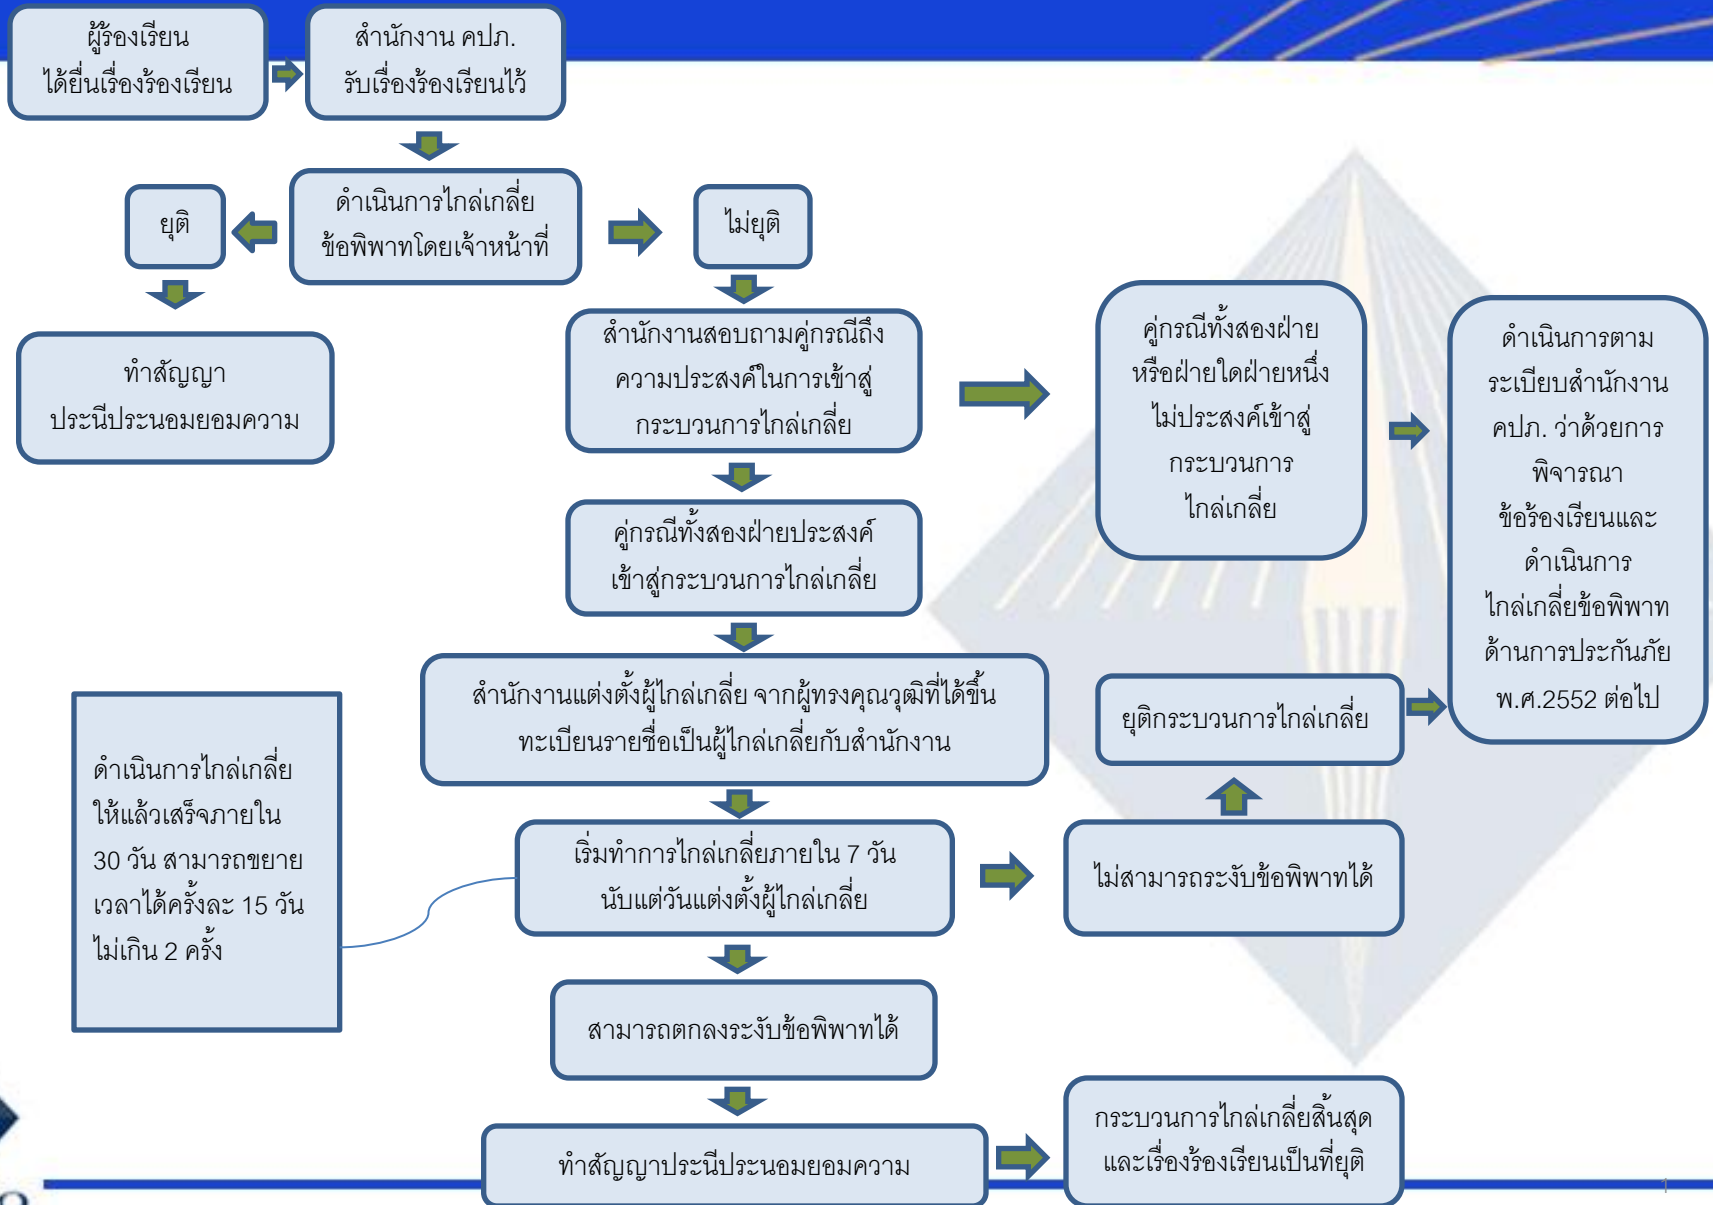 ผู้ร้องเรียน
ได้ยื่นเรื่องร้องเรียน
สำนักงาน คปภ.
รับเรื่องร้องเรียนไว้
ยุติ
ดำเนินการไกล่เกลี่ย
ข้อพิพาทโดยเจ้าหน้าที่
ไม่ยุติ
ทำสัญญา
ประนีประนอมยอมความ
สำนักงานสอบถามคู่กรณีถึง
ความประสงค์ในการเข้าสู่
กระบวนการไกล่เกลี่ย
คู่กรณีทั้งสองฝ่าย
หรือฝ่ายใดฝ่ายหนึ่ง
ไม่ประสงค์เข้าสู่
กระบวนการ
ไกล่เกลี่ย
ดำเนินการตาม
ระเบียบสำนักงาน
คปภ. ว่าด้วยการ
พิจารณา
ข้อร้องเรียนและ
ดำเนินการ
ไกล่เกลี่ยข้อพิพาท
ด้านการประกันภัย
พ.ศ.2552 ต่อไป
คู่กรณีทั้งสองฝ่ายประสงค์
เข้าสู่กระบวนการไกล่เกลี่ย
สำนักงานแต่งตั้งผู้ไกล่เกลี่ย จากผู้ทรงคุณวุฒิที่ได้ขึ้น
ทะเบียนรายชื่อเป็นผู้ไกล่เกลี่ยกับสำนักงาน
ยุติกระบวนการไกล่เกลี่ย
ดำเนินการไกล่เกลี่ย
ให้แล้วเสร็จภายใน
30 วัน สามารถขยาย
เวลาได้ครั้งละ 15 วัน
ไม่เกิน 2 ครั้ง
เริ่มทำการไกล่เกลี่ยภายใน 7 วัน
นับแต่วันแต่งตั้งผู้ไกล่เกลี่ย
ไม่สามารถระงับข้อพิพาทได้
สามารถตกลงระงับข้อพิพาทได้
ทำสัญญาประนีประนอมยอมความ
กระบวนการไกล่เกลี่ยสิ้นสุด
และเรื่องร้องเรียนเป็นที่ยุติ
1